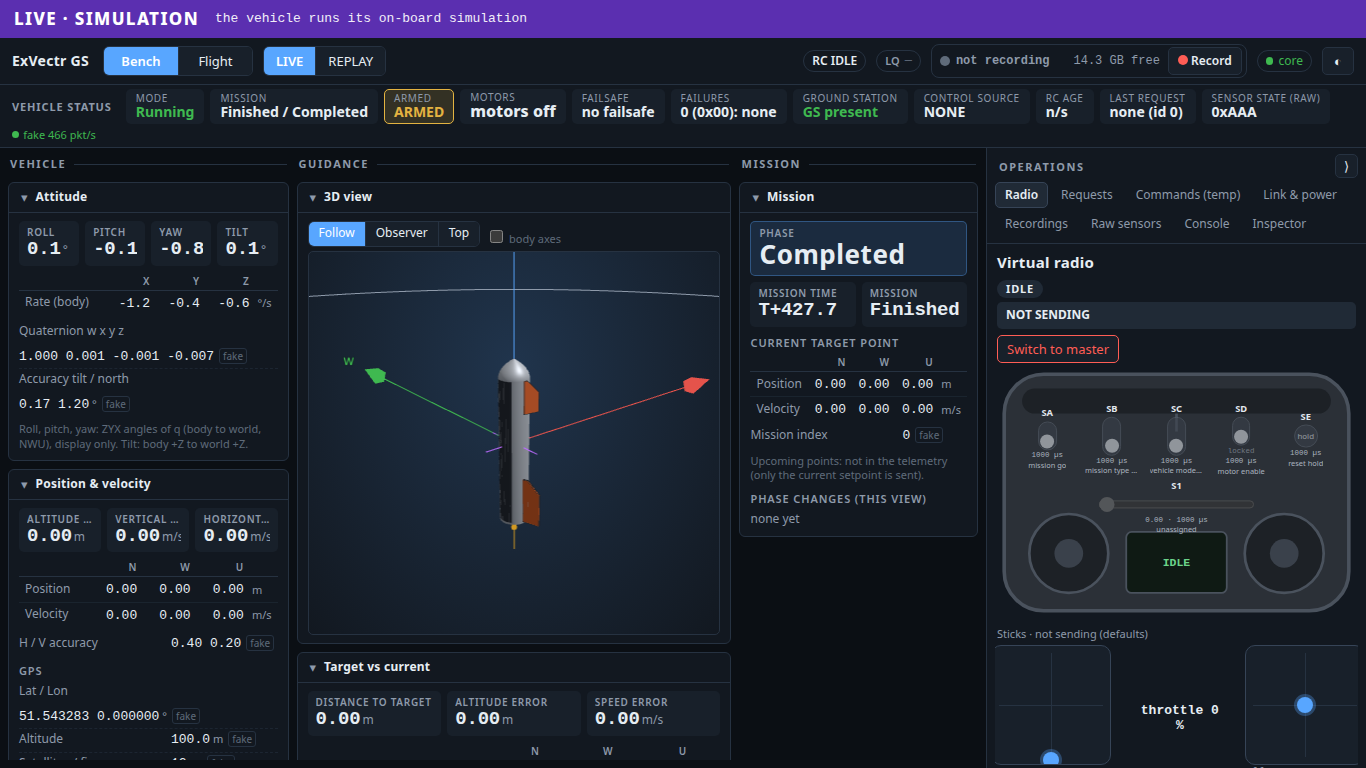 LIVE · SIMULATION the vehicle runs its on-board simulation
ExVectr GS Bench Flight LIVE REPLAY RC IDLE LQ — not recording 14.3 GB free Record core
VEHICLE STATUS
MODE
Running
MISSION
Finished / Completed
ARMED
ARMED
MOTORS
motors off
FAILSAFE
no failsafe
FAILURES
0 (0x00): none
GROUND STATION
GS present
CONTROL SOURCE
NONE
RC AGE
n/s
LAST REQUEST
none (id 0)
SENSOR STATE (RAW)
0xAAA
fake 466 pkt/s
VEHICLE
▼ Attitude
ROLL PITCH YAW TILT
0.1° -0.1 -0.8 0.1°
X Y Z
Rate (body) -1.2 -0.4 -0.6 °/s
Quaternion w x y z
1.000 0.001 -0.001 -0.007 fake
Accuracy tilt / north
0.17 1.20° fake
Roll, pitch, yaw: ZYX angles of q (body to world,
NWU), display only. Tilt: body +Z to world +Z.
▼ Position & velocity
ALTITUDE ... VERTICAL ... HORIZONT...
0.00 m 0.00 m/s 0.00 m/s
N W U
Position 0.00 0.00 0.00 m
Velocity 0.00 0.00 0.00 m/s
H / V accuracy 0.40 0.20 fake
GPS
Lat / Lon
51.543283 0.000000° fake
Altitude 100.0 m fake
GUIDANCE
▼ 3D view
Follow Observer Top body axes
W
▼ Target vs current
DISTANCE TO TARGET ALTITUDE ERROR SPEED ERROR
0.00 m 0.00 m 0.00 m/s
N W U
MISSION
▼ Mission
PHASE
Completed
MISSION TIME
T+427.7
MISSION
Finished
CURRENT TARGET POINT
N W U
Position 0.00 0.00 0.00 m
Velocity 0.00 0.00 0.00 m/s
Mission index 0 fake
Upcoming points: not in the telemetry
(only the current setpoint is sent).
PHASE CHANGES (THIS VIEW)
none yet
OPERATIONS
Radio Requests Commands (temp) Link & power
Recordings Raw sensors Console Inspector
Virtual radio
IDLE
NOT SENDING
Switch to master
SA
1000 µs
mission go
SB
1000 µs
mission type ...
SC
1000 µs
vehicle mode...
SD
locked
1000 µs
motor enable
SE
hold
1000 µs
reset hold
S1
0.00 · 1000 µs
unassigned
IDLE
Sticks · not sending (defaults)
throttle 0
%